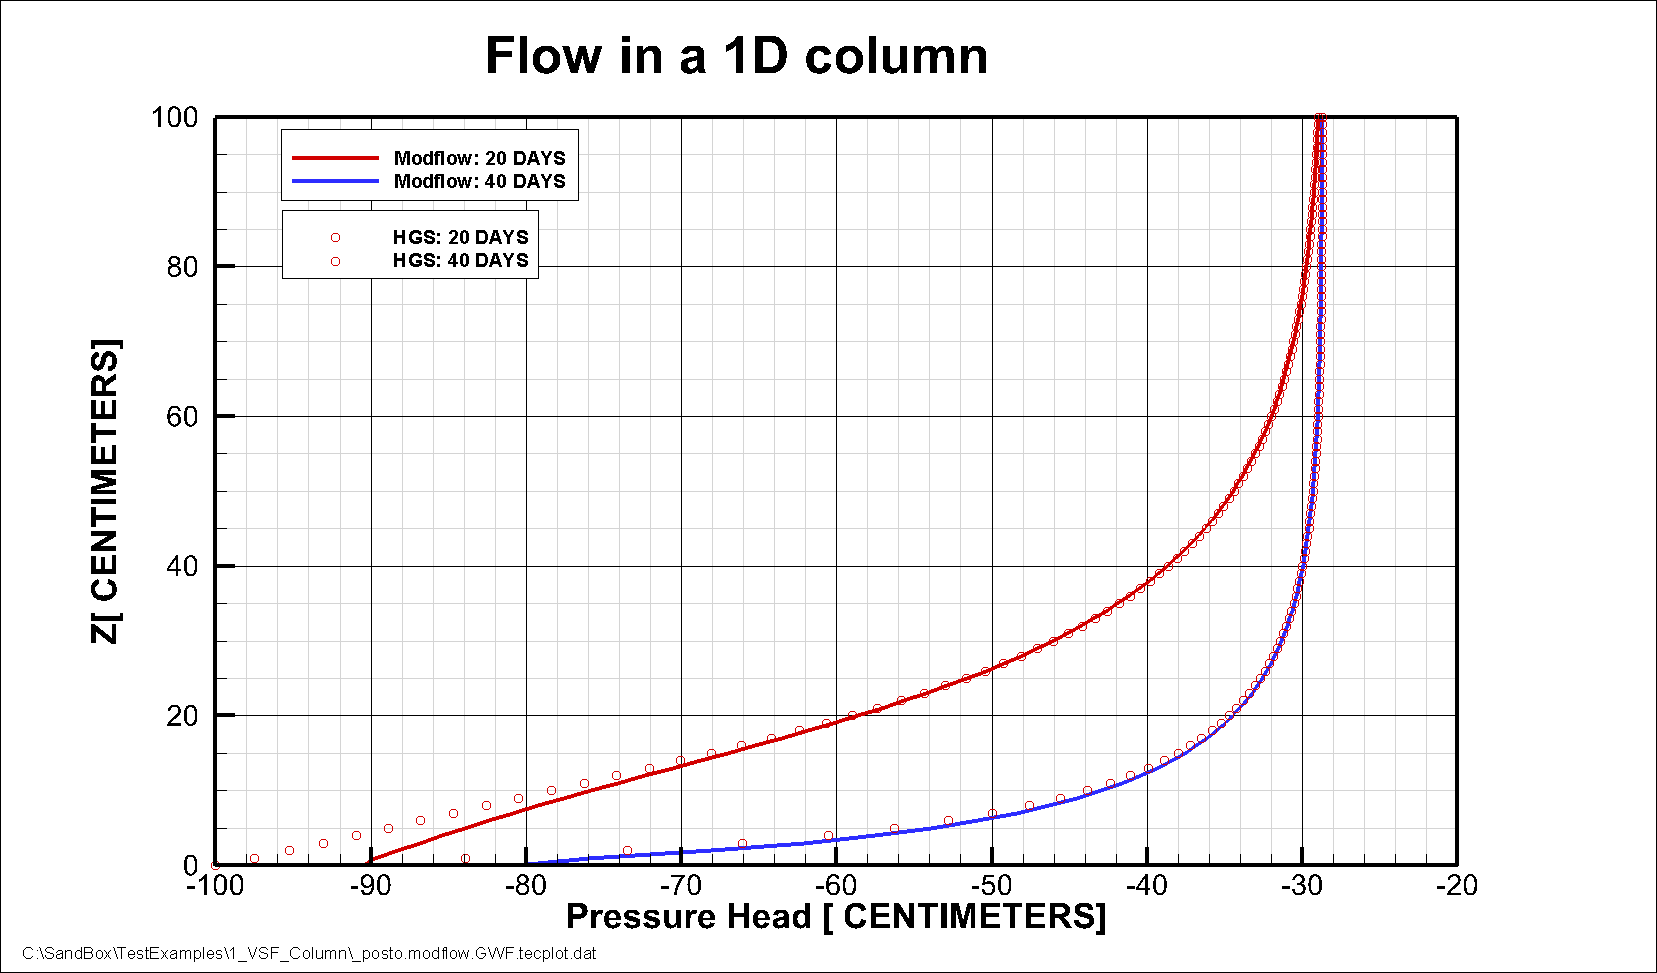 Flow in a 1D column
100
80
60
40
20
0
Z[ CENTIMETERS]
Modflow: 20 DAYS
Modflow: 40 DAYS
HGS: 20 DAYS
HGS: 40 DAYS
-100 -90 -80 -70 -60 -50 -40 -30 -20
Pressure Head [ CENTIMETERS]
C:\SandBox\TestExamples\1_VSF_Column\_posto.modflow.GWF.tecplot.dat